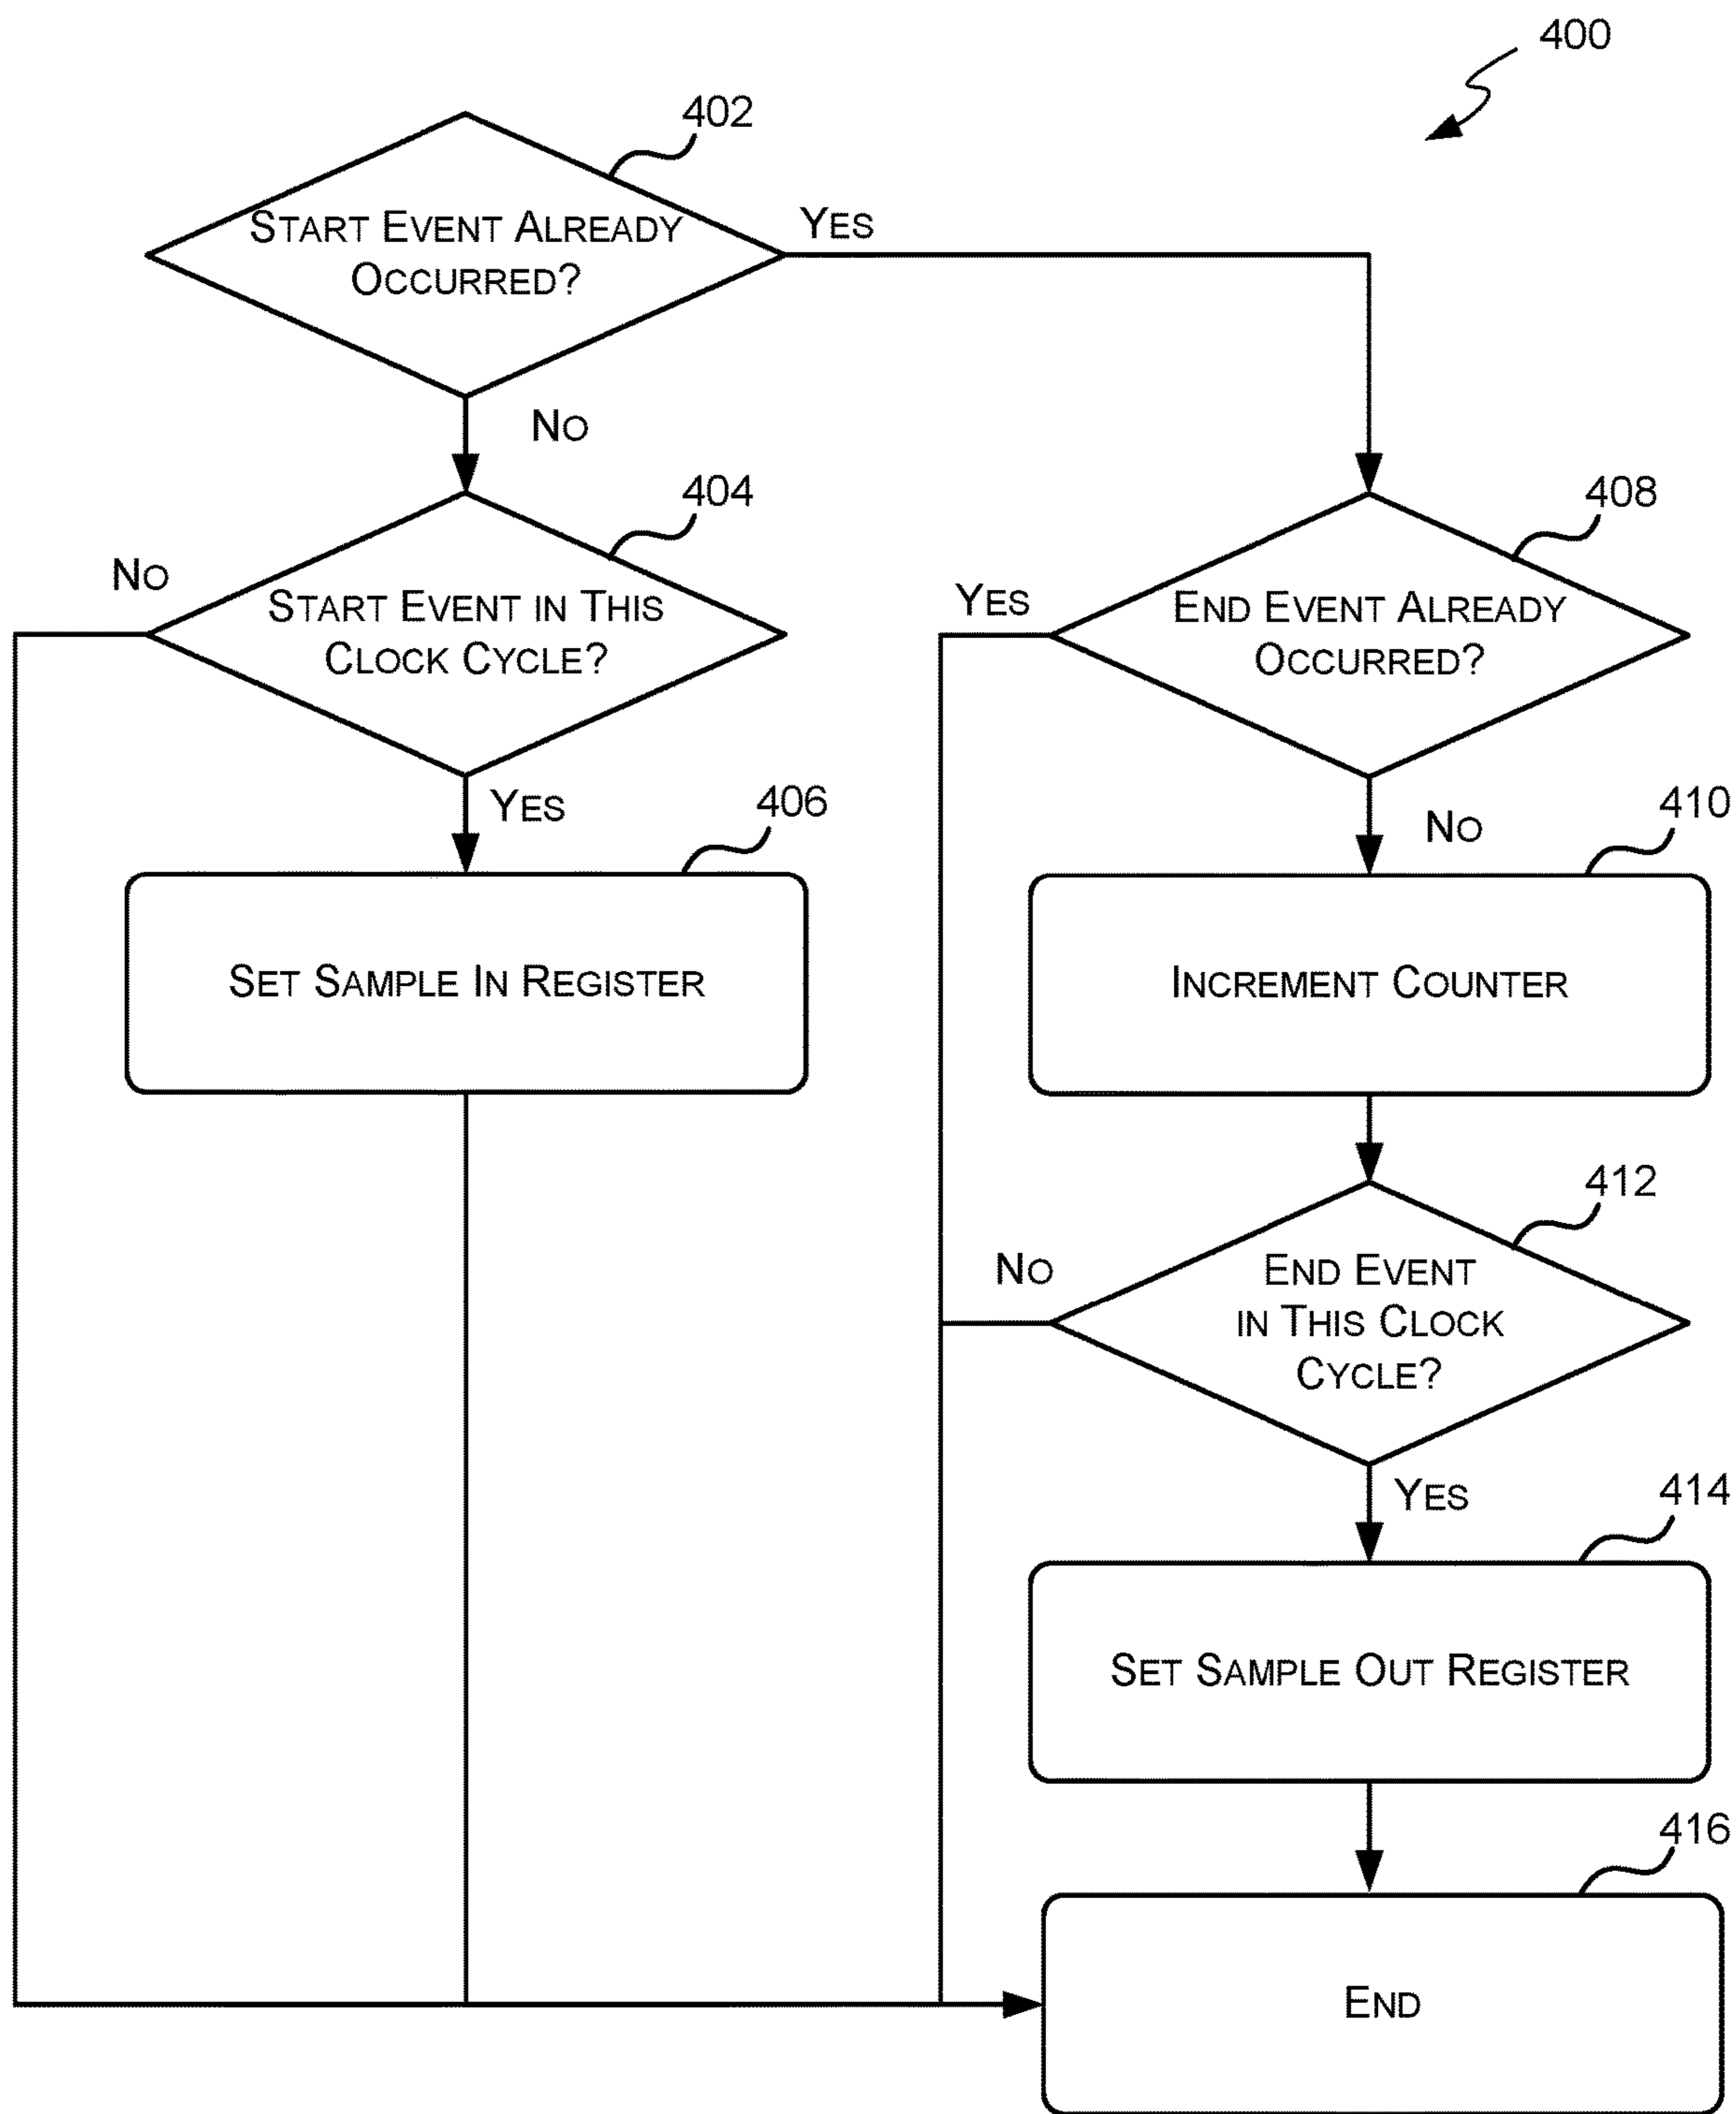 400
402
START EVENT ALREADY
OCCURRED?
YES
NO
404
NO
START EVENT IN THIS
CLOCK CYCLE?
YES
406
SET SAMPLE IN REGISTER
408
YES
END EVENT ALREADY
OCCURRED?
NO
410
INCREMENT COUNTER
412
NO
END EVENT
IN THIS CLOCK
CYCLE?
YES
414
SET SAMPLE OUT REGISTER
416
END